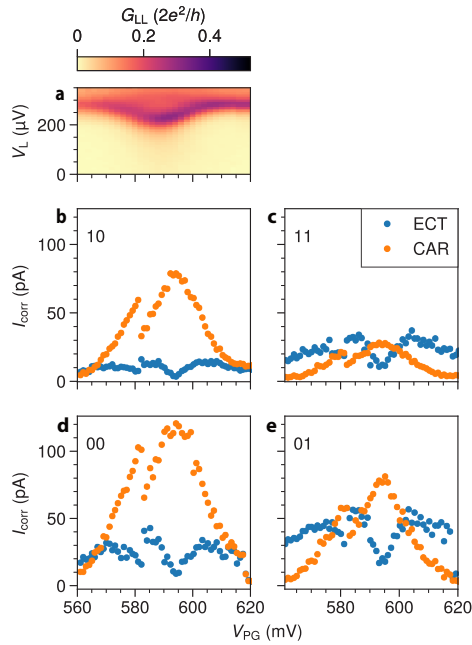 G_LL (2e²/h)
0 0.2 0.4
a
V_L (μV)
200
0
b
10
I_corr (pA)
100
50
0
c
11
ECT
CAR
d
00
I_corr (pA)
100
50
0
560 580 600 620
e
01
580 600 620
V_PG (mV)